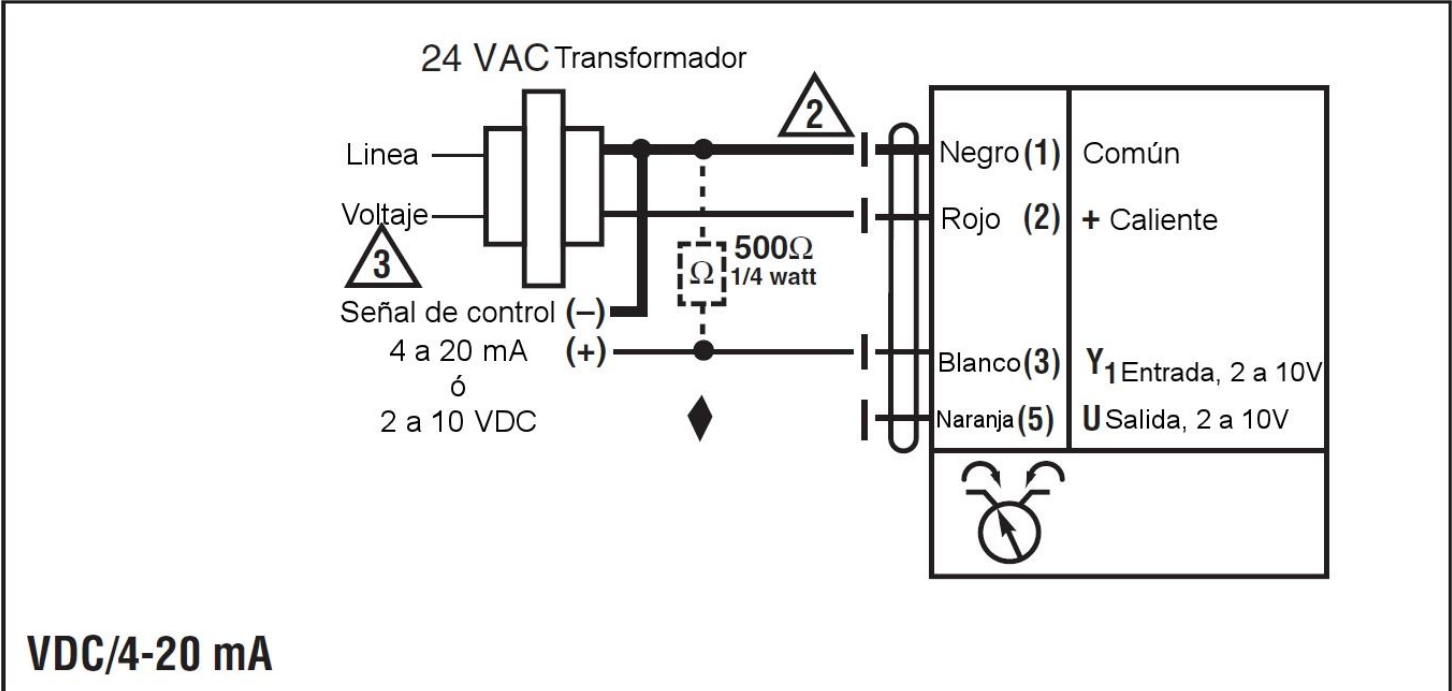 24 VAC Transformador
2
Linea
Negro (1) Común
Voltaje
Rojo (2) + Caliente
3
500Ω
Ω
1/4 watt
Señal de control (–)
4 a 20 mA (+)
ó
2 a 10 VDC
Blanco (3) Y1 Entrada, 2 a 10V
Naranja (5) U Salida, 2 a 10V
VDC/4-20 mA